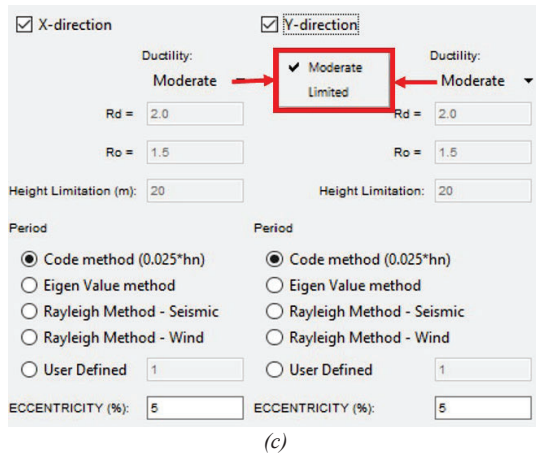 X-direction Y-direction
Ductility: Ductility:
Moderate Moderate Moderate
Limited
Rd = 2.0 Rd = 2.0
Ro = 1.5 Ro = 1.5
Height Limitation (m): 20 Height Limitation: 20
Period Period
Code method (0.025*hn) Code method (0.025*hn)
Eigen Value method Eigen Value method
Rayleigh Method - Seismic Rayleigh Method - Seismic
Rayleigh Method - Wind Rayleigh Method - Wind
User Defined 1 User Defined 1
ECCENTRICITY (%): 5 ECCENTRICITY (%): 5
(c)